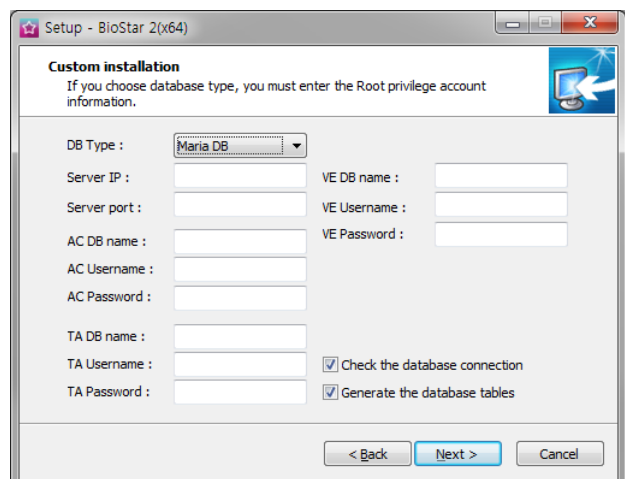 Setup - BioStar 2(x64)
Custom installation
If you choose database type, you must enter the Root privilege account
information.
DB Type :
Maria DB
Server IP :
Server port :
AC DB name :
AC Username :
AC Password :
TA DB name :
TA Username :
TA Password :
VE DB name :
VE Username :
VE Password :
Check the database connection
Generate the database tables
< Back
Next >
Cancel